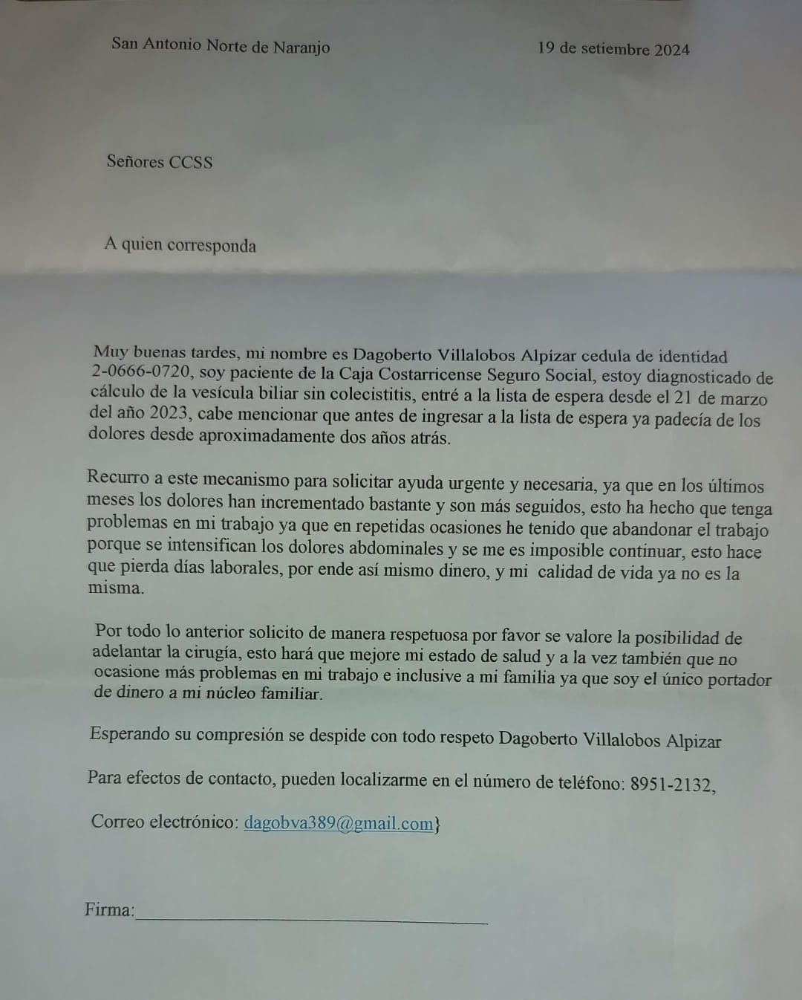 San Antonio Norte de Naranjo 19 de setiembre 2024
Señores CCSS
A quien corresponda
Muy buenas tardes, mi nombre es Dagoberto Villalobos Alpízar cedula de identidad
2-0666-0720, soy paciente de la Caja Costarricense Seguro Social, estoy diagnosticado de
cálculo de la vesícula biliar sin colecistitis, entré a la lista de espera desde el 21 de marzo
del año 2023, cabe mencionar que antes de ingresar a la lista de espera ya padecía de los
dolores desde aproximadamente dos años atrás.
Recurro a este mecanismo para solicitar ayuda urgente y necesaria, ya que en los últimos
meses los dolores han incrementado bastante y son más seguidos, esto ha hecho que tenga
problemas en mi trabajo ya que en repetidas ocasiones he tenido que abandonar el trabajo
porque se intensifican los dolores abdominales y se me es imposible continuar, esto hace
que pierda días laborales, por ende así mismo dinero, y mi calidad de vida ya no es la
misma.
Por todo lo anterior solicito de manera respetuosa por favor se valore la posibilidad de
adelantar la cirugía, esto hará que mejore mi estado de salud y a la vez también que no
ocasione más problemas en mi trabajo e inclusive a mi familia ya que soy el único portador
de dinero a mi núcleo familiar.
Esperando su compresión se despide con todo respeto Dagoberto Villalobos Alpizar
Para efectos de contacto, pueden localizarme en el número de teléfono: 8951-2132,
Correo electrónico: dagobva389@gmail.com}
Firma: